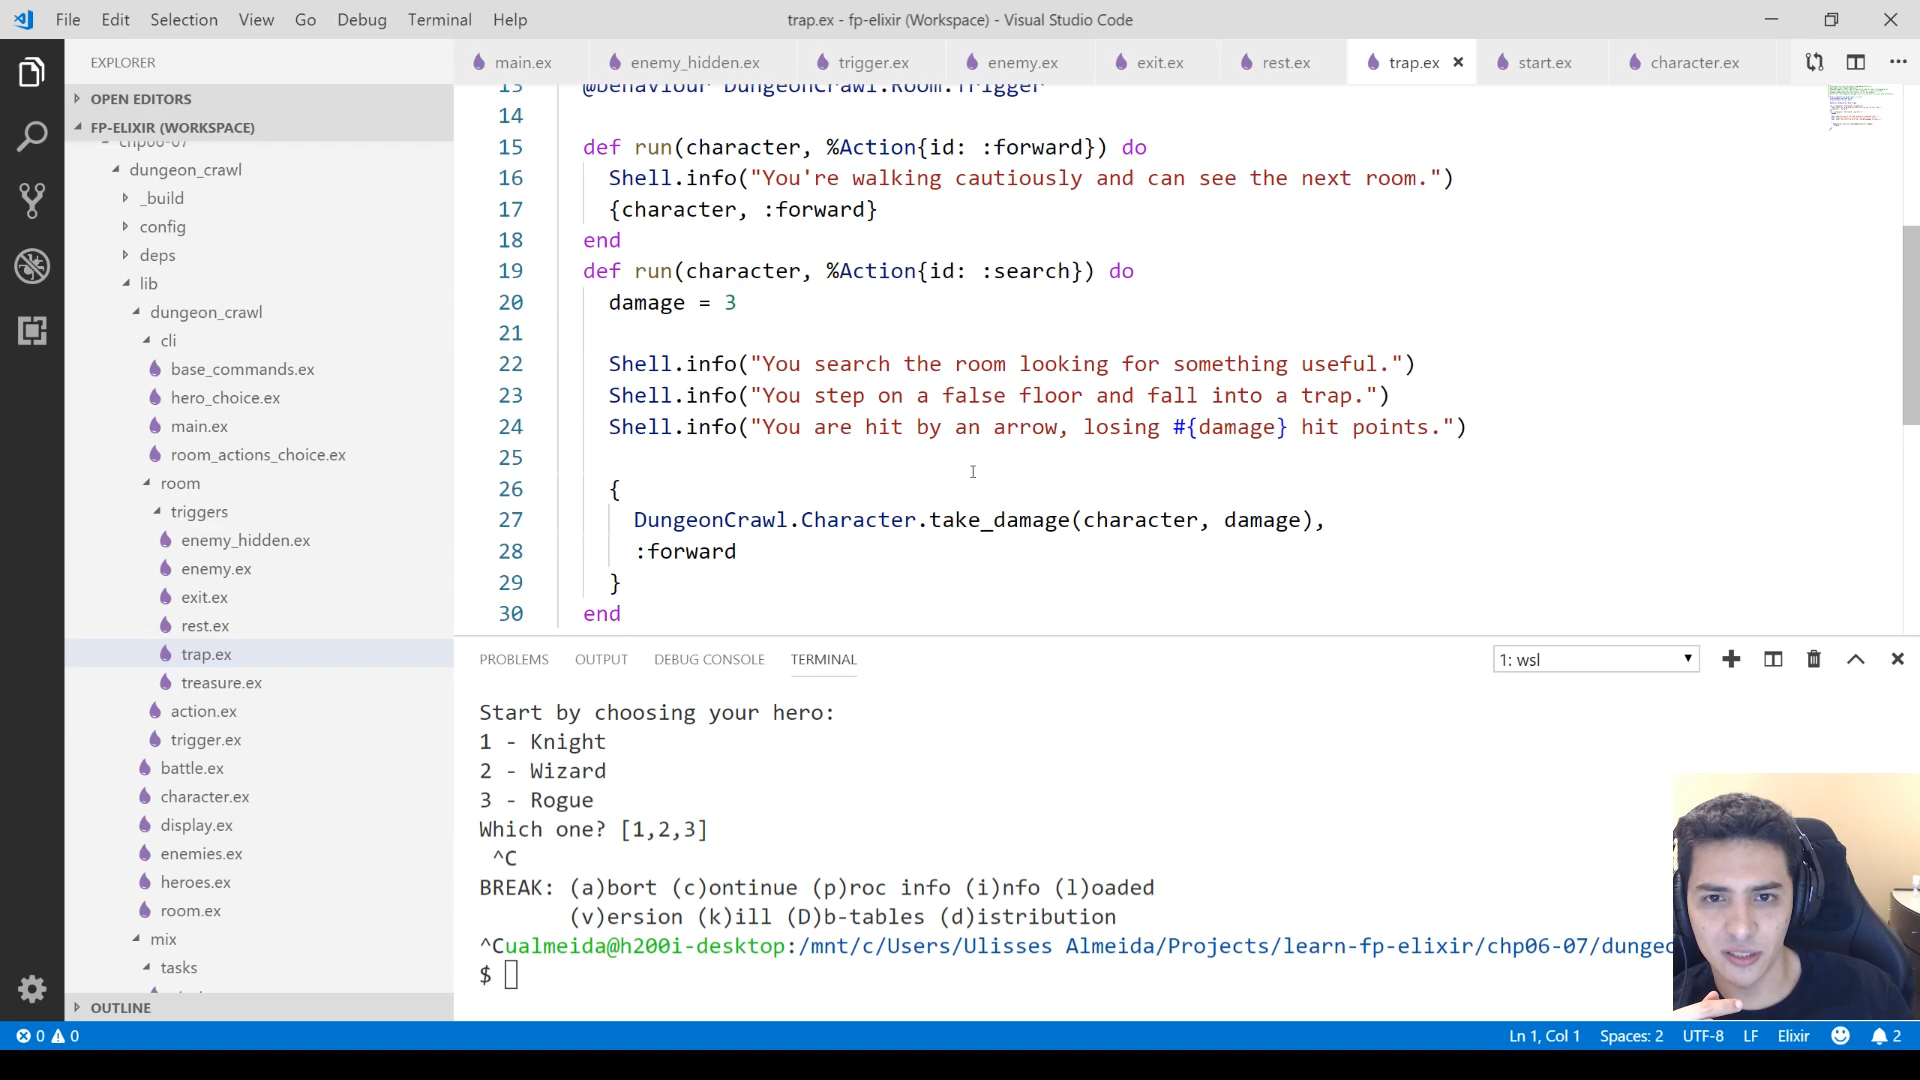 File Edit Selection View Go Debug Terminal Help
trap.ex - fp-elixir (Workspace) - Visual Studio Code
EXPLORER
OPEN EDITORS
FP-ELIXIR (WORKSPACE)
chp06-07
dungeon_crawl
_build
config
deps
lib
dungeon_crawl
cli
base_commands.ex
hero_choice.ex
main.ex
room_actions_choice.ex
room
triggers
enemy_hidden.ex
enemy.ex
exit.ex
rest.ex
trap.ex
treasure.ex
action.ex
trigger.ex
battle.ex
character.ex
display.ex
enemies.ex
heroes.ex
room.ex
mix
tasks
OUTLINE
main.ex enemy_hidden.ex trigger.ex enemy.ex exit.ex rest.ex trap.ex start.ex character.ex
13 @behaviour DungeonCrawl.Room.Trigger
14
15 def run(character, %Action{id: :forward}) do
16 Shell.info("You're walking cautiously and can see the next room.")
17 {character, :forward}
18 end
19 def run(character, %Action{id: :search}) do
20 damage = 3
21
22 Shell.info("You search the room looking for something useful.")
23 Shell.info("You step on a false floor and fall into a trap.")
24 Shell.info("You are hit by an arrow, losing #{damage} hit points.")
25
26 {
27 DungeonCrawl.Character.take_damage(character, damage),
28 :forward
29 }
30 end
PROBLEMS OUTPUT DEBUG CONSOLE TERMINAL
1: wsl
Start by choosing your hero:
1 - Knight
2 - Wizard
3 - Rogue
Which one? [1,2,3]
^C
BREAK: (a)bort (c)ontinue (p)roc info (i)nfo (l)oaded
(v)ersion (k)ill (D)b-tables (d)istribution
^Cualmeida@h200i-desktop:/mnt/c/Users/Ulisses Almeida/Projects/learn-fp-elixir/chp06-07/dungeo
$
0 0
Ln 1, Col 1 Spaces: 2 UTF-8 LF Elixir 2